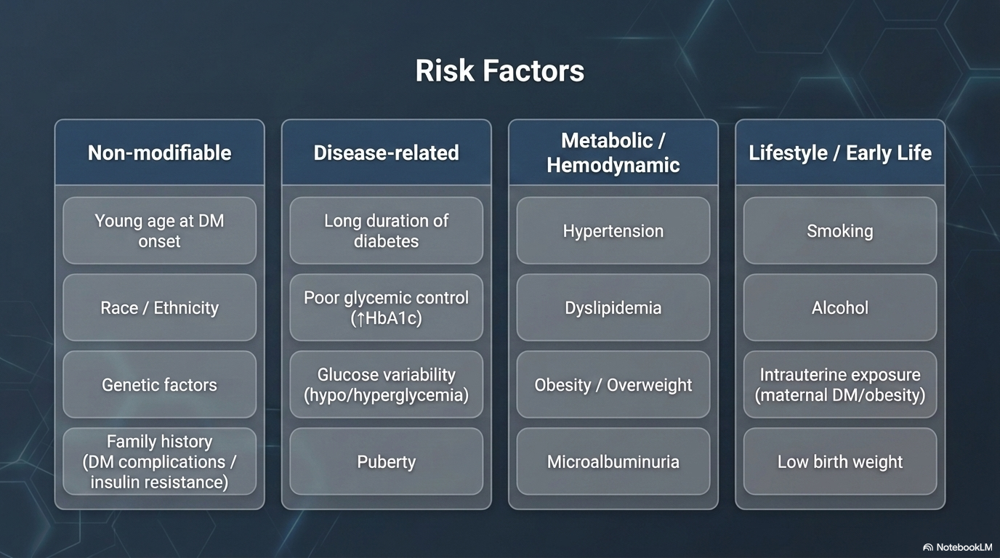 Risk Factors
Non-modifiable
Young age at DM
onset
Race / Ethnicity
Genetic factors
Family history
(DM complications /
insulin resistance)
Disease-related
Long duration of
diabetes
Poor glycemic control
(↑HbA1c)
Glucose variability
(hypo/hyperglycemia)
Puberty
Metabolic /
Hemodynamic
Hypertension
Dyslipidemia
Obesity / Overweight
Microalbuminuria
Lifestyle / Early Life
Smoking
Alcohol
Intrauterine exposure
(maternal DM/obesity)
Low birth weight
NotebookLM